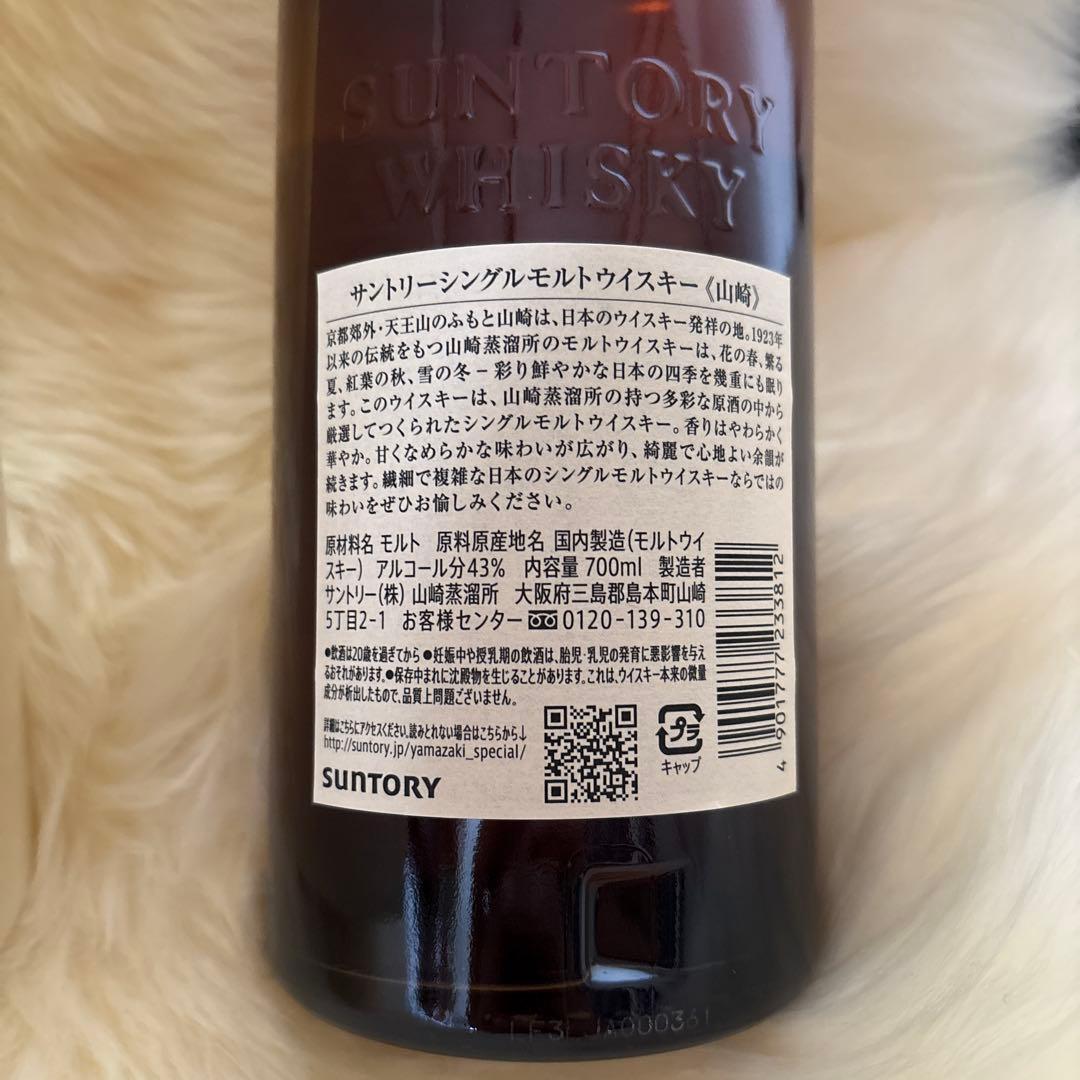 SUNTORY
WHISKY
サントリーシングルモルトウイスキー《山崎》
京都郊外・天王山のふもと山崎は、日本のウイスキー発祥の地。1923年
以来の伝統をもつ山崎蒸溜所のモルトウイスキーは、花の春、繁る
夏、紅葉の秋、雪の冬－彩り鮮やかな日本の四季を幾重にも眠り
ます。このウイスキーは、山崎蒸溜所の持つ多彩な原酒の中から
厳選してつくられたシングルモルトウイスキー。香りはやわらかく
華やか。甘くなめらかな味わいが広がり、綺麗で心地よい余韻が
続きます。繊細で複雑な日本のシングルモルトウイスキーならではの
味わいをぜひお愉しみください。
原材料名 モルト 原料原産地名 国内製造(モルトウイ
スキー) アルコール分43% 内容量 700ml 製造者
サントリー(株) 山崎蒸溜所 大阪府三島郡島本町山崎
5丁目2-1 お客様センター 0120-139-310
●飲酒は20歳を過ぎてから ●妊娠中や授乳期の飲酒は、胎児・乳児の発育に悪影響を与え
るおそれがあります。●保存中まれに沈殿物を生じることがあります。これは、ウイスキー本来の微量
成分が析出したもので、品質上問題ございません。
詳細はこちらにアクセスください。読みとれない場合はこちらから↓
http://suntory.jp/yamazaki_special/
SUNTORY
プラ
キャップ
4 901777 233812
LF3L JA000361